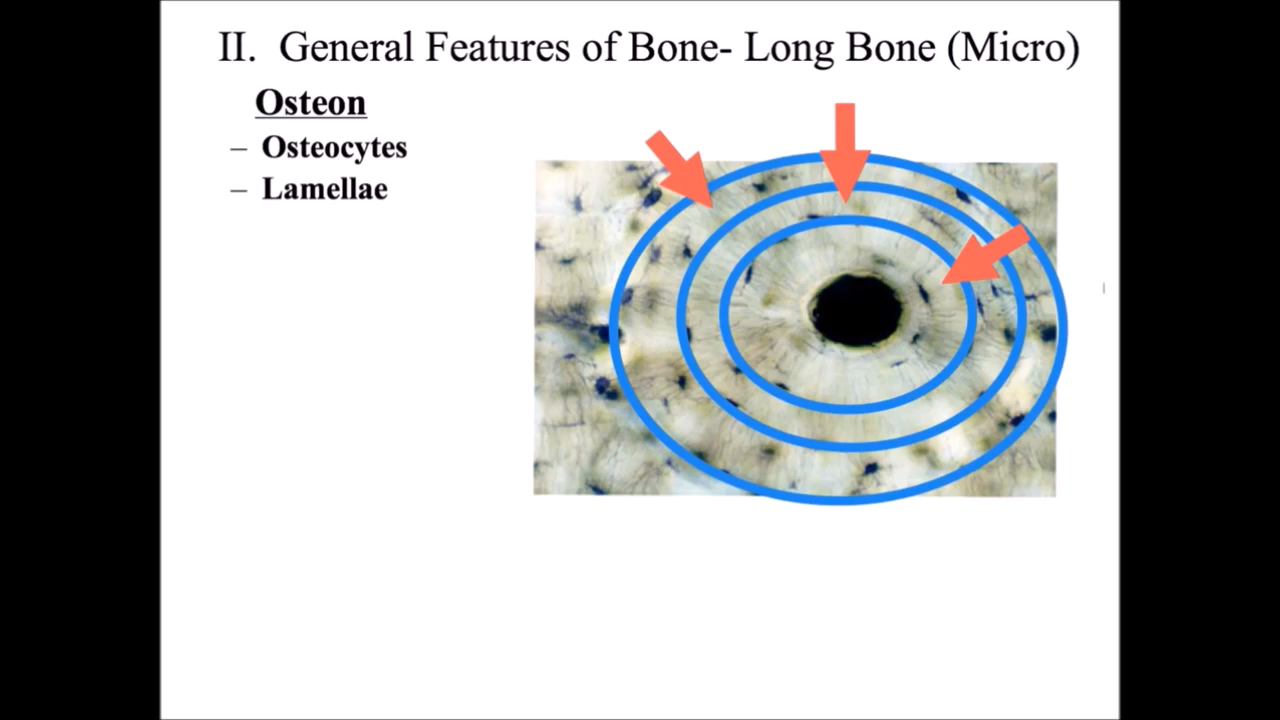 II. General Features of Bone- Long Bone (Micro)
Osteon
– Osteocytes
– Lamellae